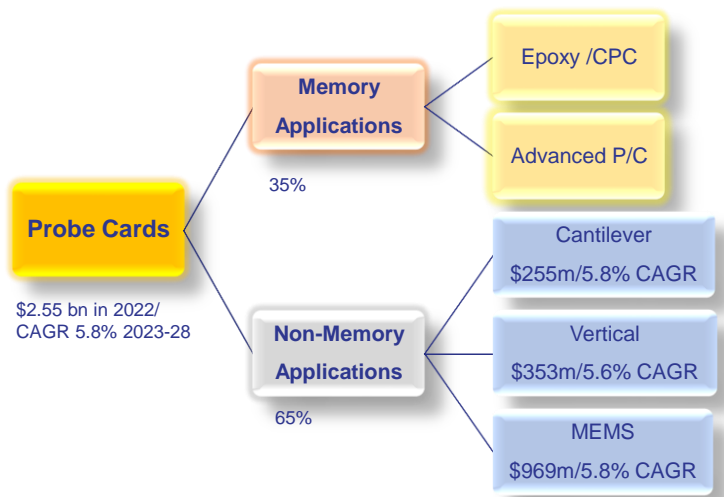 Probe Cards
$2.55 bn in 2022/
CAGR 5.8% 2023-28
Memory
Applications
35%
Epoxy /CPC
Advanced P/C
Non-Memory
Applications
65%
Cantilever
$255m/5.8% CAGR
Vertical
$353m/5.6% CAGR
MEMS
$969m/5.8% CAGR